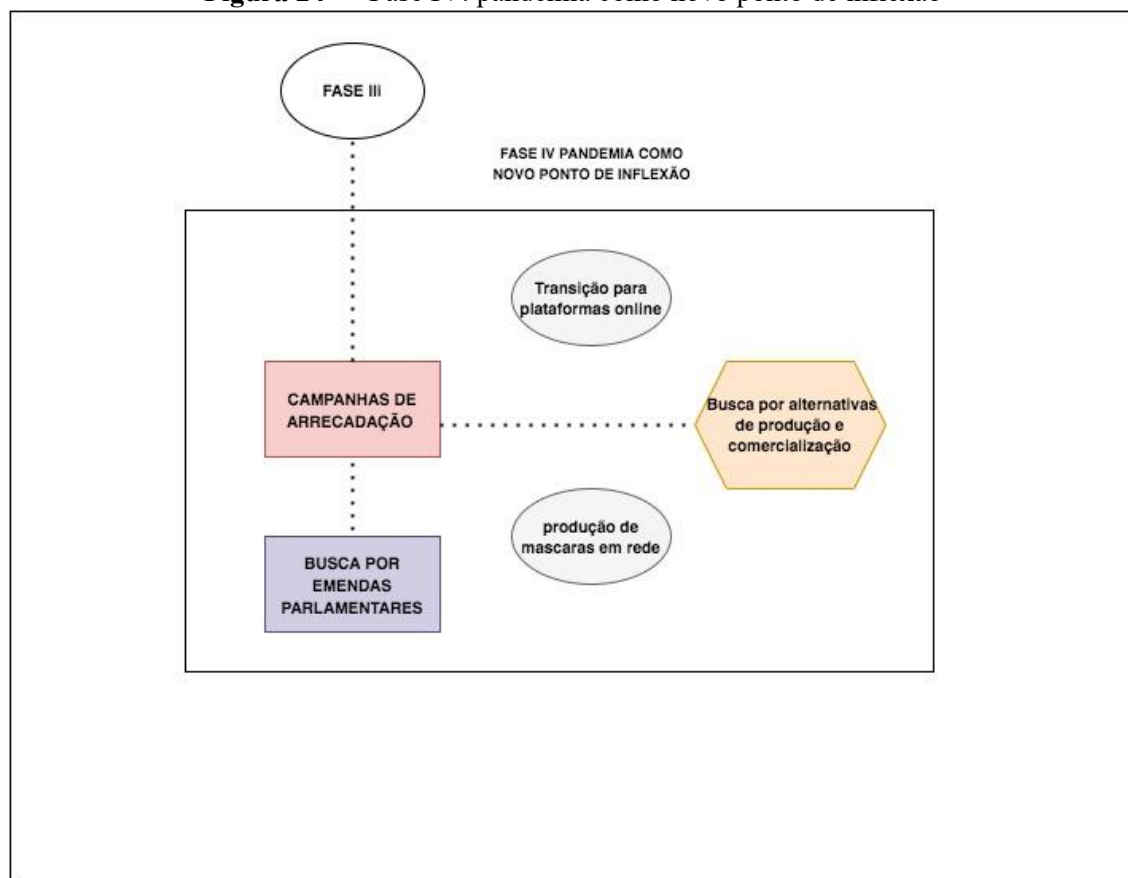 FASE IIi
FASE IV PANDEMIA COMO
NOVO PONTO DE INFLEXÃO
Transição para
plataformas online
CAMPANHAS DE
ARRECADAÇÃO
Busca por alternativas
de produção e
comercialização
produção de
mascaras em rede
BUSCA POR
EMENDAS
PARLAMENTARES